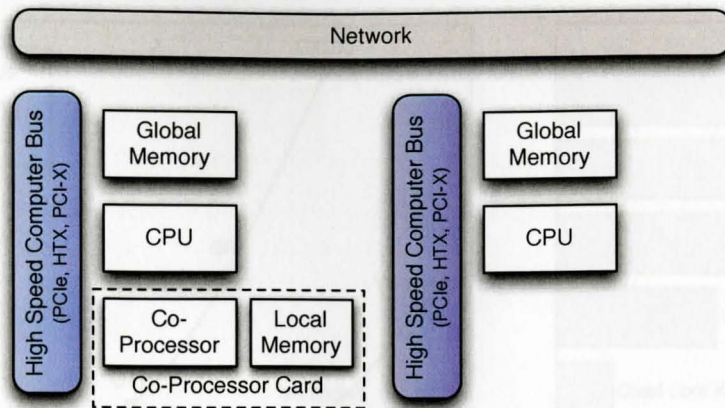 Network
High Speed Computer Bus
(PCIe, HTX, PCI-X)
Global
Memory
CPU
Co-
Processor
Local
Memory
Co-Processor Card
High Speed Computer Bus
(PCIe, HTX, PCI-X)
Global
Memory
CPU